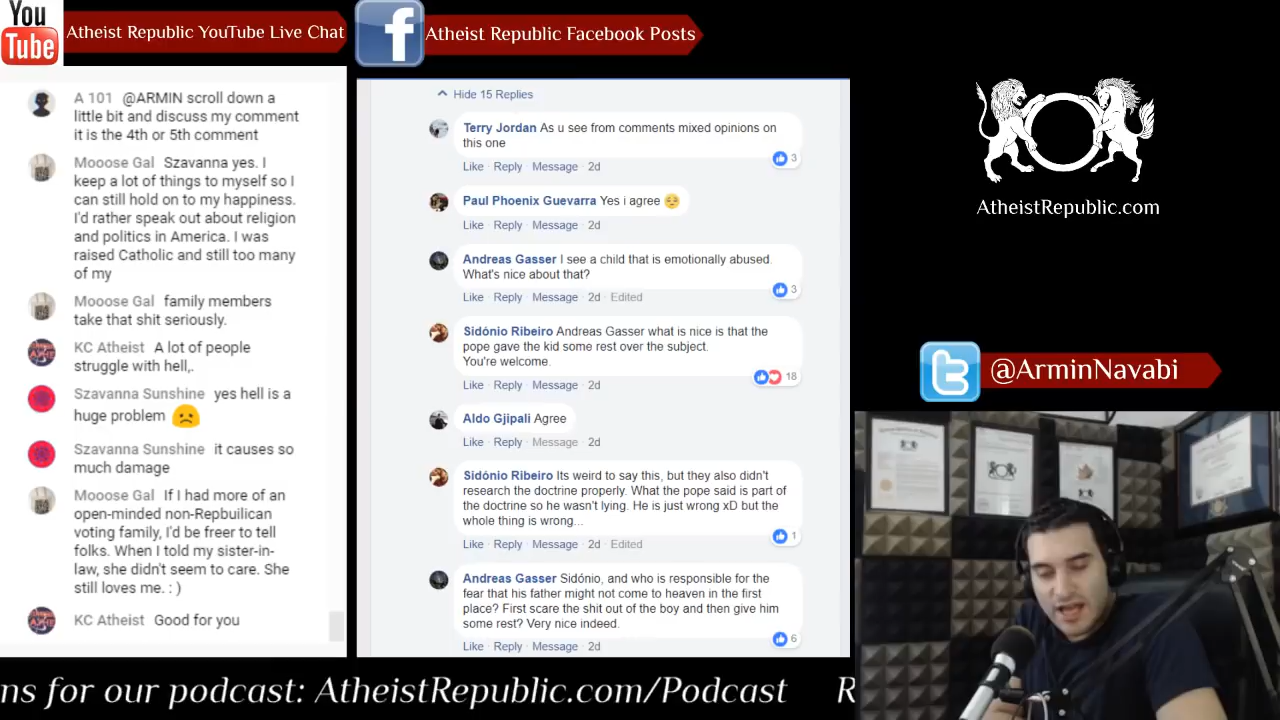 You
Tube
Atheist Republic YouTube Live Chat
f
Atheist Republic Facebook Posts
A 101 @ARMIN scroll down a
little bit and discuss my comment
it is the 4th or 5th comment
Mooose Gal Szavanna yes. I
keep a lot of things to myself so I
can still hold on to my happiness.
I'd rather speak out about religion
and politics in America. I was
raised Catholic and still too many
of my
Mooose Gal family members
take that shit seriously.
KC Atheist A lot of people
struggle with hell,.
Szavanna Sunshine yes hell is a
huge problem
Szavanna Sunshine it causes so
much damage
Mooose Gal If I had more of an
open-minded non-Repbuilican
voting family, I'd be freer to tell
folks. When I told my sister-in-
law, she didn't seem to care. She
still loves me. : )
KC Atheist Good for you
Hide 15 Replies
Terry Jordan As u see from comments mixed opinions on
this one
3
Like · Reply · Message · 2d
Paul Phoenix Guevarra Yes i agree
Like · Reply · Message · 2d
Andreas Gasser I see a child that is emotionally abused.
What's nice about that?
3
Like · Reply · Message · 2d · Edited
Sidónio Ribeiro Andreas Gasser what is nice is that the
pope gave the kid some rest over the subject.
You're welcome.
18
Like · Reply · Message · 2d
Aldo Gjipali Agree
Like · Reply · Message · 2d
Sidónio Ribeiro Its weird to say this, but they also didn't
research the doctrine properly. What the pope said is part of
the doctrine so he wasn't lying. He is just wrong xD but the
whole thing is wrong...
1
Like · Reply · Message · 2d · Edited
Andreas Gasser Sidónio, and who is responsible for the
fear that his father might not come to heaven in the first
place? First scare the shit out of the boy and then give him
some rest? Very nice indeed.
6
Like · Reply · Message · 2d
AtheistRepublic.com
@ArminNavabi
ns for our podcast: AtheistRepublic.com/Podcast
R